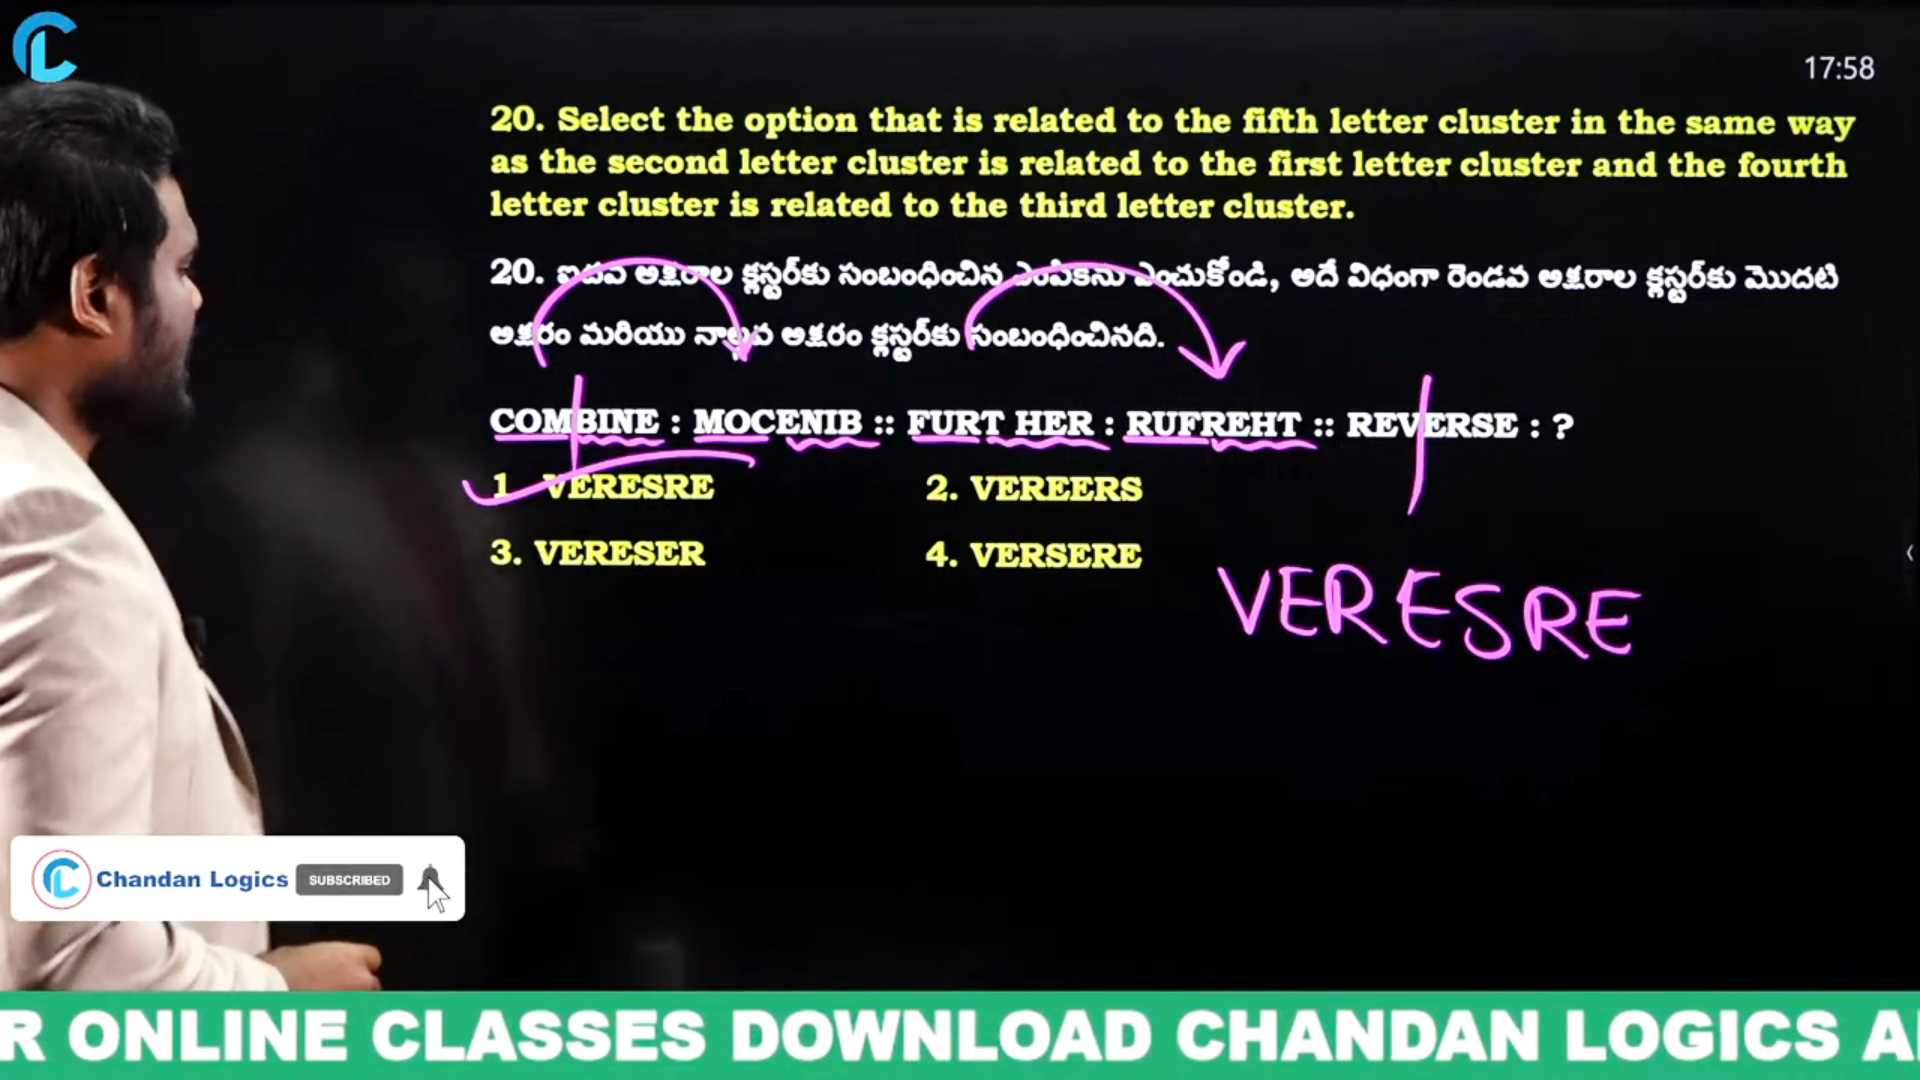 17:58
20. Select the option that is related to the fifth letter cluster in the same way
as the second letter cluster is related to the first letter cluster and the fourth
letter cluster is related to the third letter cluster.
20. ఐదవ అక్షరాల క్లస్టర్‌కు సంబంధించిన ఎంపికను ఎంచుకోండి, అదే విధంగా రెండవ అక్షరాల క్లస్టర్‌కు మొదటి
అక్షరం మరియు నాల్గవ అక్షరం క్లస్టర్‌కు సంబంధించినది.
COMBINE : MOCENIB :: FURT HER : RUFREHT :: REVERSE : ?
1 VERESRE 2. VEREERS
3. VERESER 4. VERSERE
VERESRE
Chandan Logics SUBSCRIBED
R ONLINE CLASSES DOWNLOAD CHANDAN LOGICS A